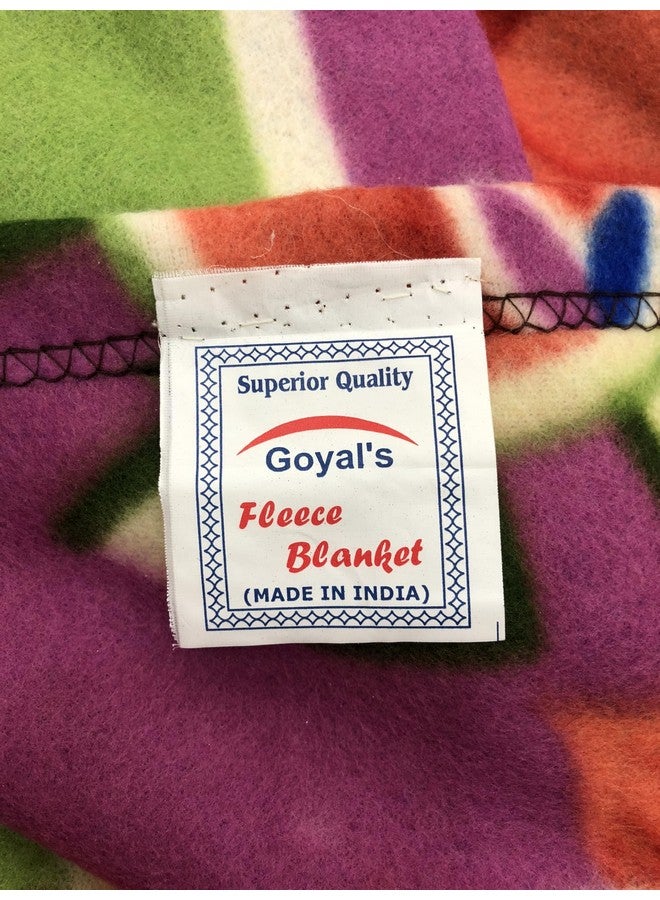 Superior Quality
Goyal's
Fleece
Blanket
(MADE IN INDIA)